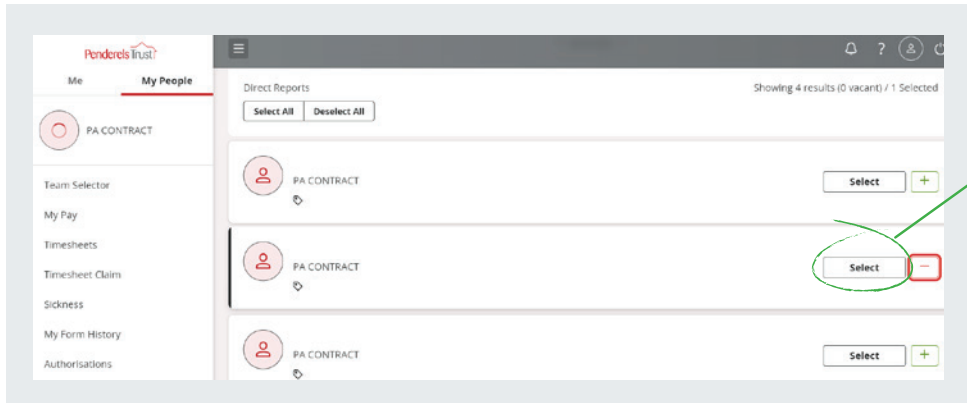 Penderels Trust
Me My People
PA CONTRACT
Team Selector
My Pay
Timesheets
Timesheet Claim
Sickness
My Form History
Authorisations
?
Direct Reports
Showing 4 results (0 vacant) / 1 Selected
Select All Deselect All
PA CONTRACT
Select +
PA CONTRACT
Select −
PA CONTRACT
Select +